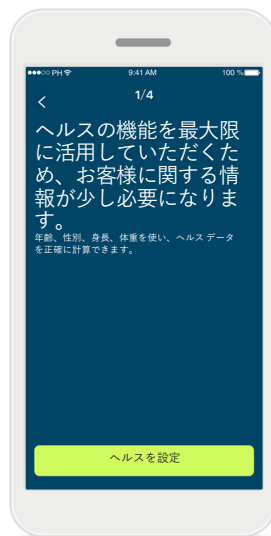 ●●●○○ PH 9:41 AM 100 %
1/4
ヘルスの機能を最大限
に活用していただくた
め、お客様に関する情
報が少し必要になりま
す。
年齢、性別、身長、体重を使い、ヘルス データ
を正確に計算できます。
ヘルスを設定